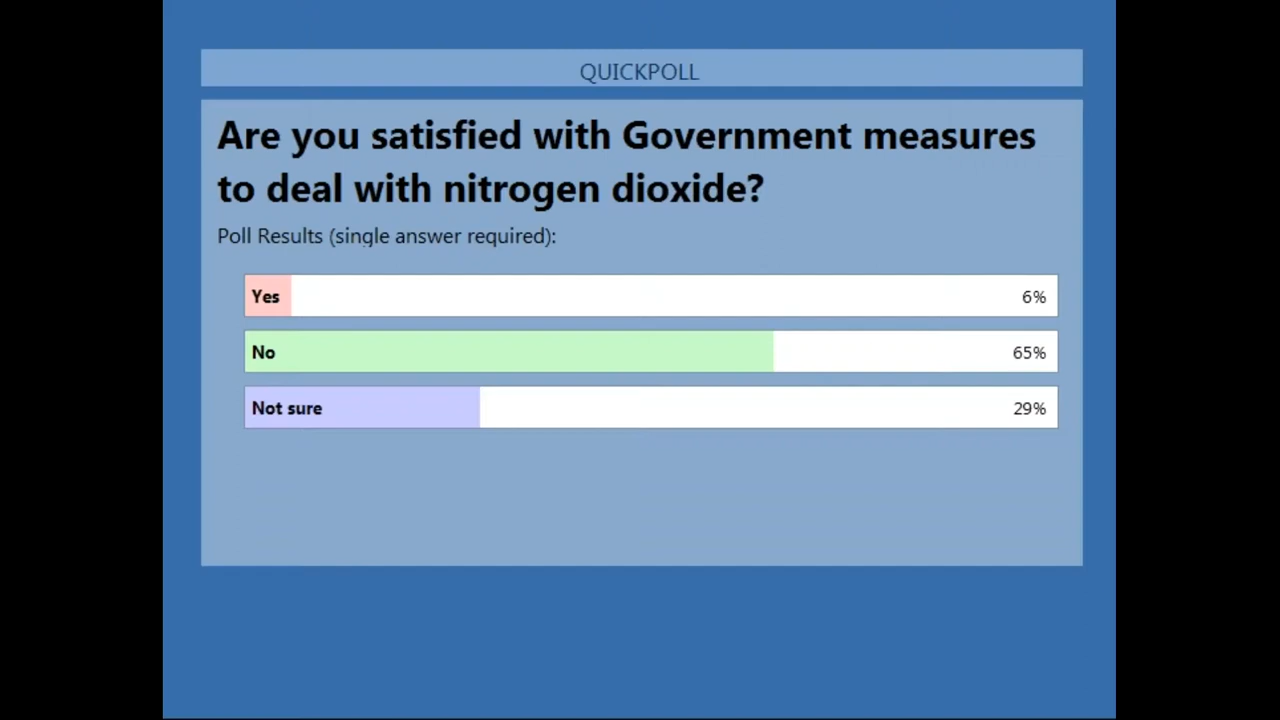 QUICKPOLL
Are you satisfied with Government measures
to deal with nitrogen dioxide?
Poll Results (single answer required):
Yes 6%
No 65%
Not sure 29%